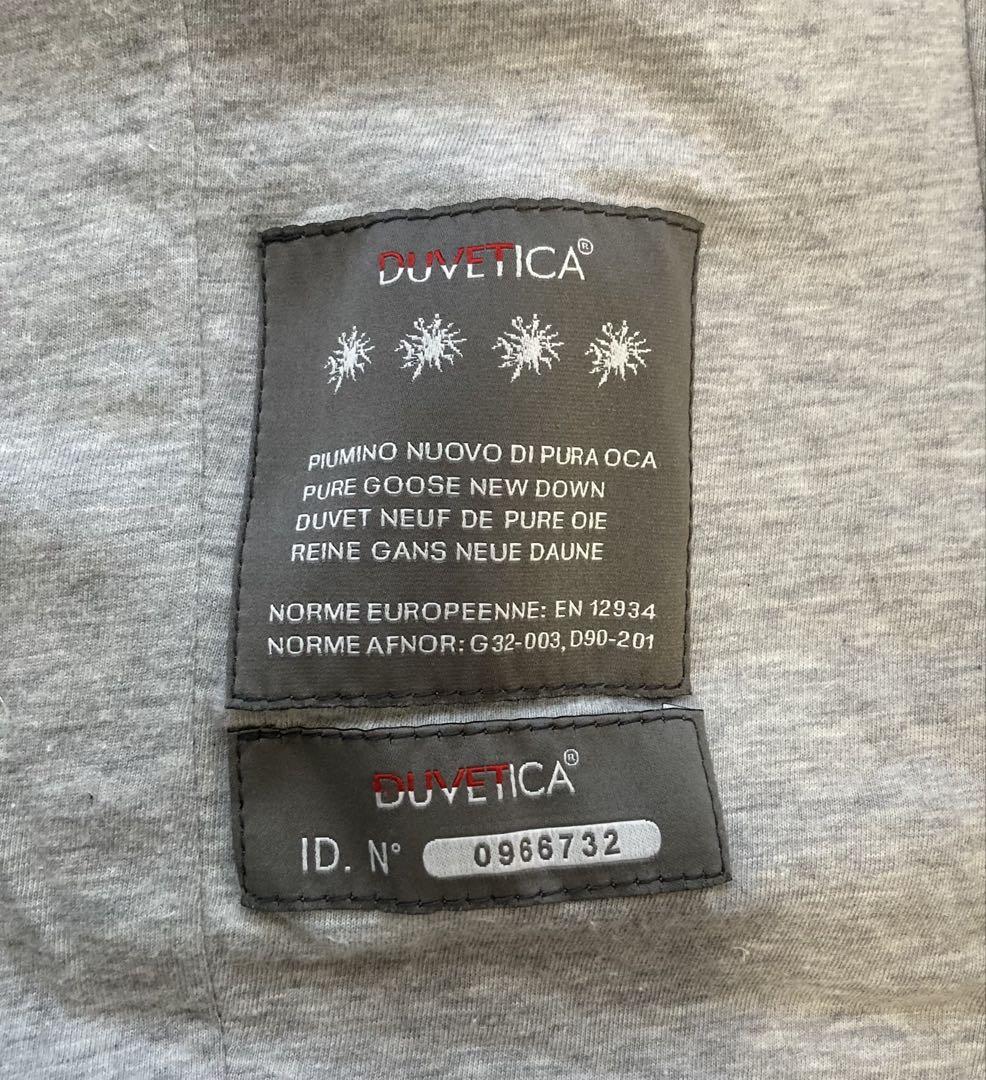 DUVETICA®
PIUMINO NUOVO DI PURA OCA
PURE GOOSE NEW DOWN
DUVET NEUF DE PURE OIE
REINE GANS NEUE DAUNE
NORME EUROPEENNE: EN 12934
NORME AFNOR: G32-003, D90-201
DUVETICA®
ID. N° 0966732